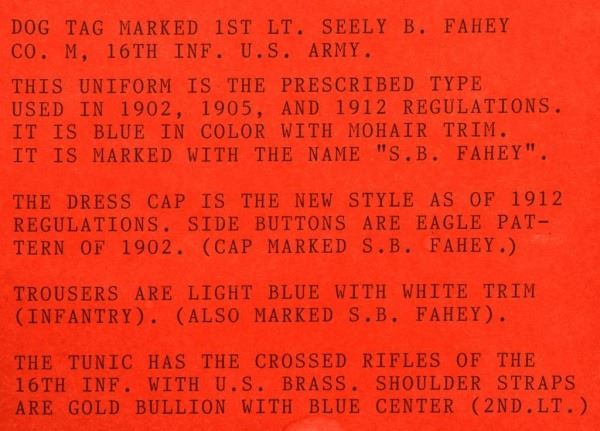 DOG TAG MARKED 1ST LT. SEELY B. FAHEY
CO. M, 16TH INF. U.S. ARMY.
THIS UNIFORM IS THE PRESCRIBED TYPE
USED IN 1902, 1905, AND 1912 REGULATIONS.
IT IS BLUE IN COLOR WITH MOHAIR TRIM.
IT IS MARKED WITH THE NAME "S.B. FAHEY".
THE DRESS CAP IS THE NEW STYLE AS OF 1912
REGULATIONS. SIDE BUTTONS ARE EAGLE PAT-
TERN OF 1902. (CAP MARKED S.B. FAHEY.)
TROUSERS ARE LIGHT BLUE WITH WHITE TRIM
(INFANTRY). (ALSO MARKED S.B. FAHEY).
THE TUNIC HAS THE CROSSED RIFLES OF THE
16TH INF. WITH U.S. BRASS. SHOULDER STRAPS
ARE GOLD BULLION WITH BLUE CENTER (2ND.LT.)